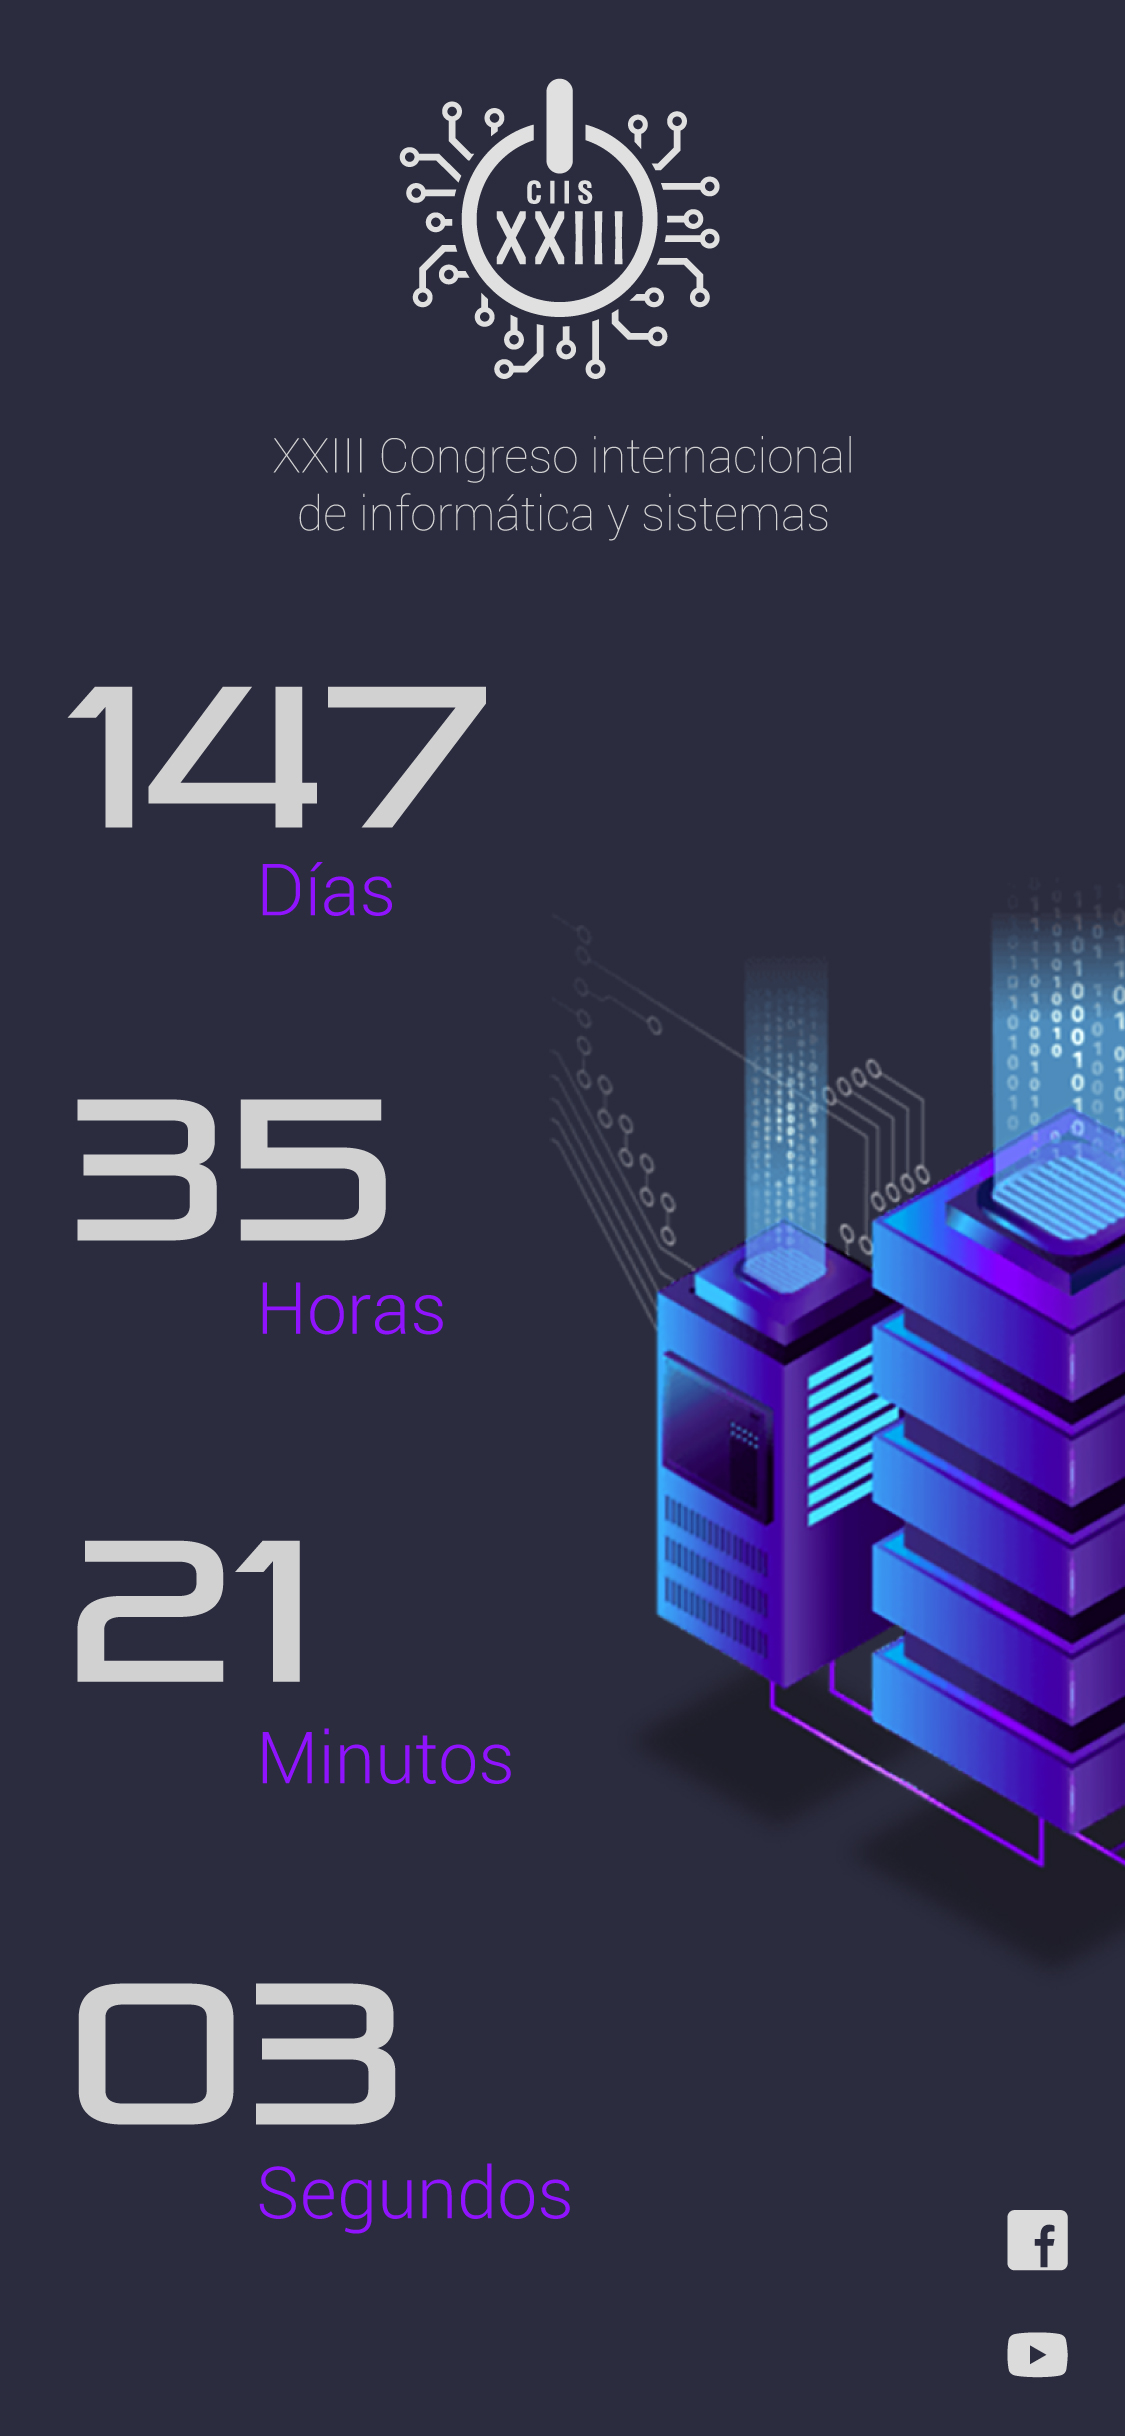 CIIS
XXIII
XXIII Congreso internacional
de informática y sistemas
147
Días
35
Horas
21
Minutos
03
Segundos